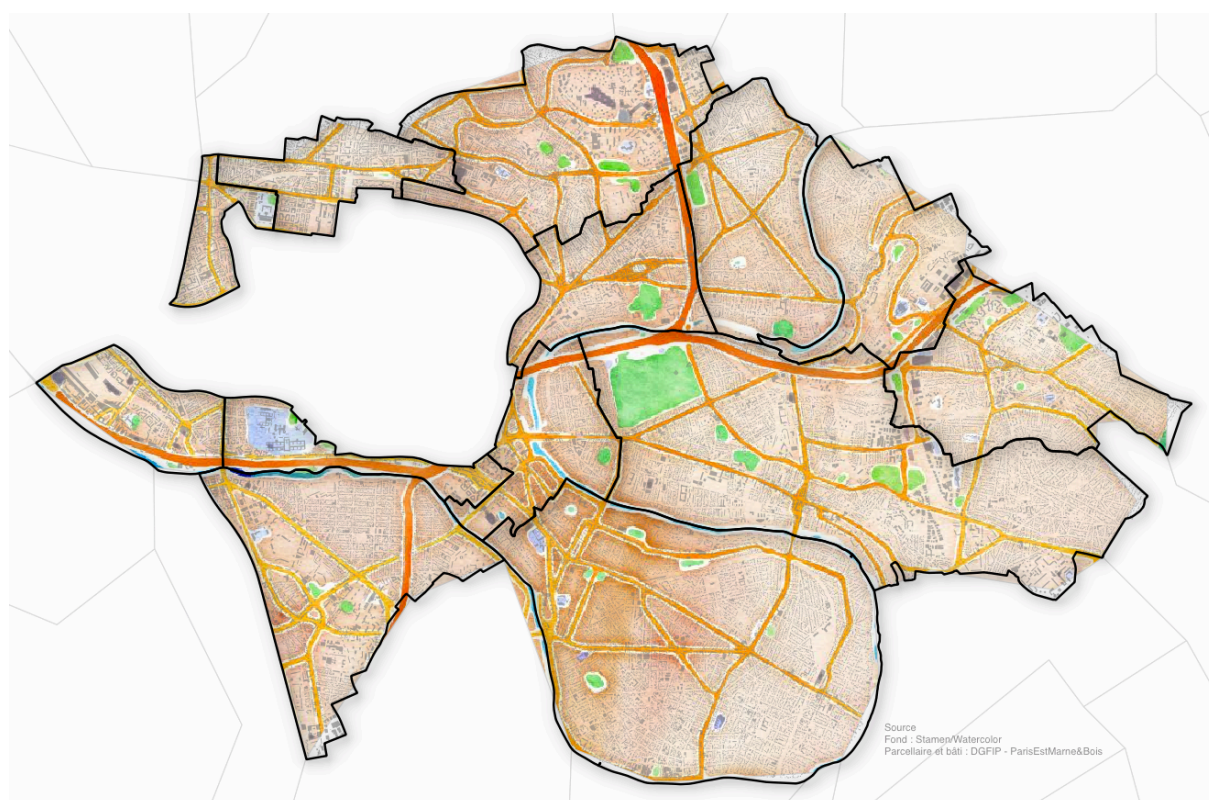 Source
Fond : Stamen/Watercolor
Parcellaire et bâti : DGFIP - ParisEstMarne&Bois